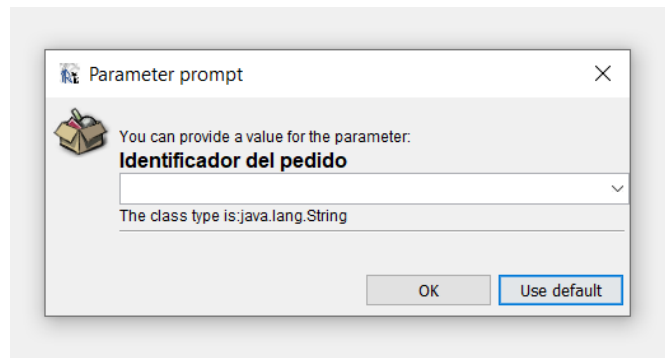 Parameter prompt
You can provide a value for the parameter:
Identificador del pedido
The class type is:java.lang.String
OK Use default